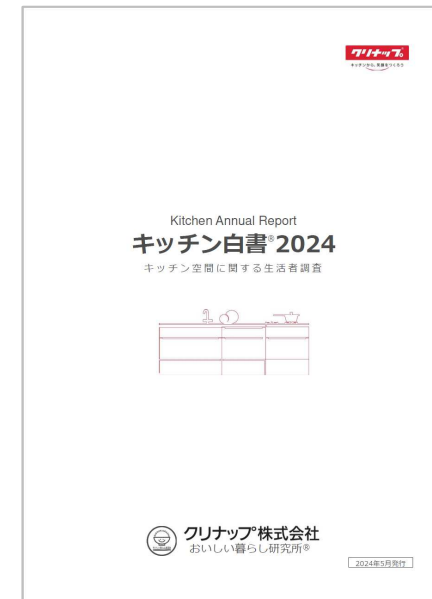 クリナップ
キッチンから、笑顔をつくろう
Kitchen Annual Report
キッチン白書®2024
キッチン空間に関する生活者調査
クリナップ株式会社
おいしい暮らし研究所®
2024年5月発行